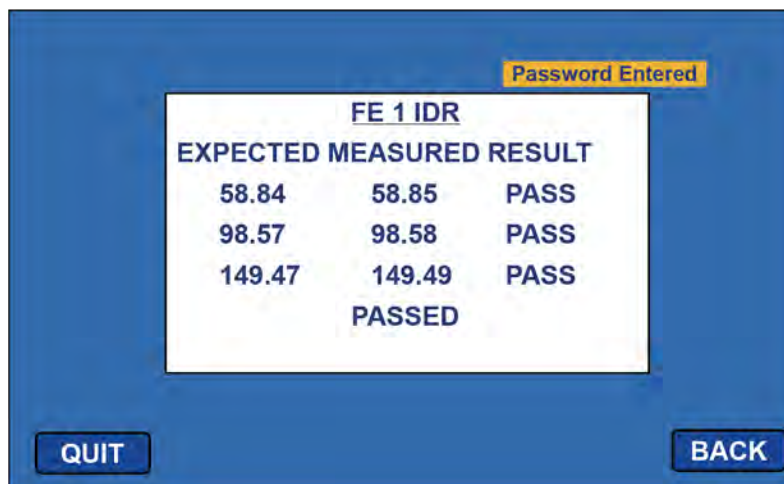 Password Entered
FE 1 IDR
EXPECTED MEASURED RESULT
58.84 58.85 PASS
98.57 98.58 PASS
149.47 149.49 PASS
PASSED
QUIT BACK